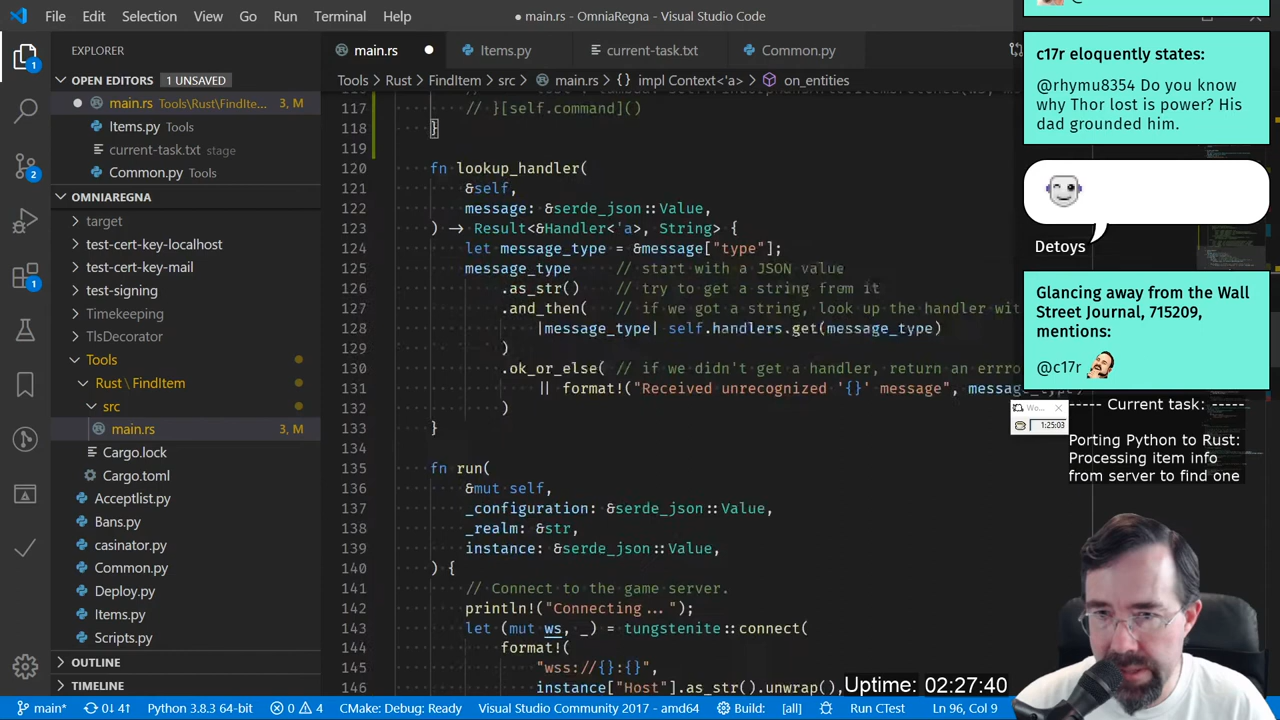 File Edit Selection View Go Run Terminal Help
● main.rs - OmniaRegna - Visual Studio Code
EXPLORER
main.rs
Items.py
current-task.txt
Common.py
OPEN EDITORS 1 UNSAVED
main.rs Tools\Rust\FindIte... 3, M
Items.py Tools
current-task.txt stage
Common.py Tools
OMNIAREGNA
target
test-cert-key-localhost
test-cert-key-mail
test-signing
Timekeeping
TlsDecorator
Tools
Rust \ FindItem
src
main.rs 3, M
Cargo.lock
Cargo.toml
Acceptlist.py
Bans.py
casinator.py
Common.py
Deploy.py
Items.py
Scripts.py
OUTLINE
TIMELINE
Tools > Rust > FindItem > src > main.rs > {} impl Context<'a> > on_entities
117 // }[self.command]()
118 }
119
120 fn lookup_handler(
121 &self,
122 message: &serde_json::Value,
123 ) -> Result<&Handler<'a>, String> {
124 let message_type = &message["type"];
125 message_type // start with a JSON value
126 .as_str() // try to get a string from it
127 .and_then( // if we got a string, look up the handler wit
128 |message_type| self.handlers.get(message_type)
129 )
130 .ok_or_else( // if we didn't get a handler, return an errro
131 || format!("Received unrecognized '{}' message", message_type)
132 )
133 }
134
135 fn run(
136 &mut self,
137 _configuration: &serde_json::Value,
138 _realm: &str,
139 instance: &serde_json::Value,
140 ) {
141 // Connect to the game server.
142 println!("Connecting...");
143 let (mut ws, _) = tungstenite::connect(
144 format!(
145 "wss://{}:{}",
146 instance["Host"].as_str().unwrap(),
c17r eloquently states:
@rhymu8354 Do you know
why Thor lost is power? His
dad grounded him.
Detoys
Glancing away from the Wall
Street Journal, 715209,
mentions:
@c17r
Wo...
1:25:03
----- Current task: -----
Porting Python to Rust:
Processing item info
from server to find one
Uptime: 02:27:40
main* 0↓ 4↑ Python 3.8.3 64-bit 0 4 CMake: Debug: Ready Visual Studio Community 2017 - amd64 Build: [all] Run CTest Ln 96, Col 9